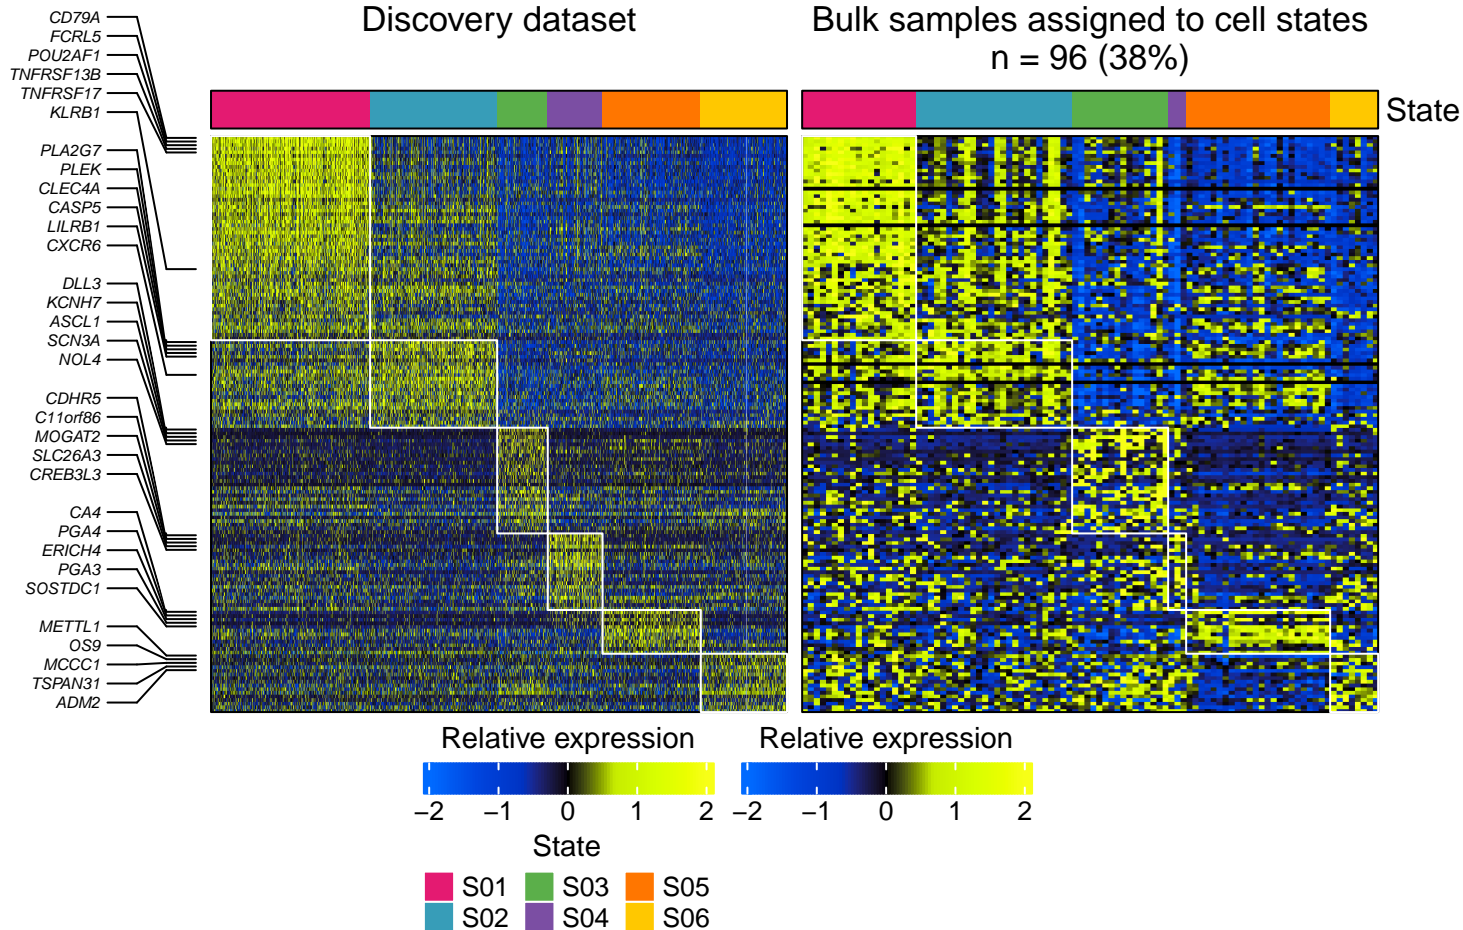 Discovery dataset
Bulk samples assigned to cell states
n = 96 (38%)
State
CD79A
FCRL5
POU2AF1
TNFRSF13B
TNFRSF17
KLRB1
PLA2G7
PLEK
CLEC4A
CASP5
LILRB1
CXCR6
DLL3
KCNH7
ASCL1
SCN3A
NOL4
CDHR5
C11orf86
MOGAT2
SLC26A3
CREB3L3
CA4
PGA4
ERICH4
PGA3
SOSTDC1
METTL1
OS9
MCCC1
TSPAN31
ADM2
Relative expression
−2 −1 0 1 2
Relative expression
−2 −1 0 1 2
State
S01 S03 S05
S02 S04 S06